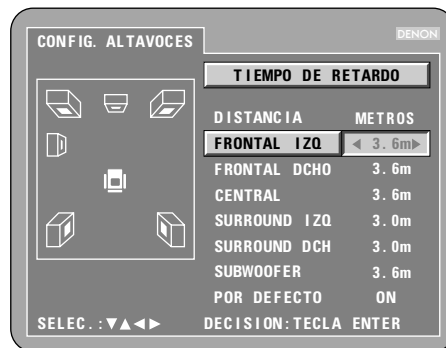 CONFIG. ALTAVOCES
DENON
TIEMPO DE RETARDO
DISTANCIA METROS
FRONTAL IZQ ◀ 3.6m▶
FRONTAL DCHO 3.6m
CENTRAL 3.6m
SURROUND IZQ 3.0m
SURROUND DCH 3.0m
SUBWOOFER 3.6m
POR DEFECTO ON
SELEC.:▼▲◀▶ DECISION:TECLA ENTER